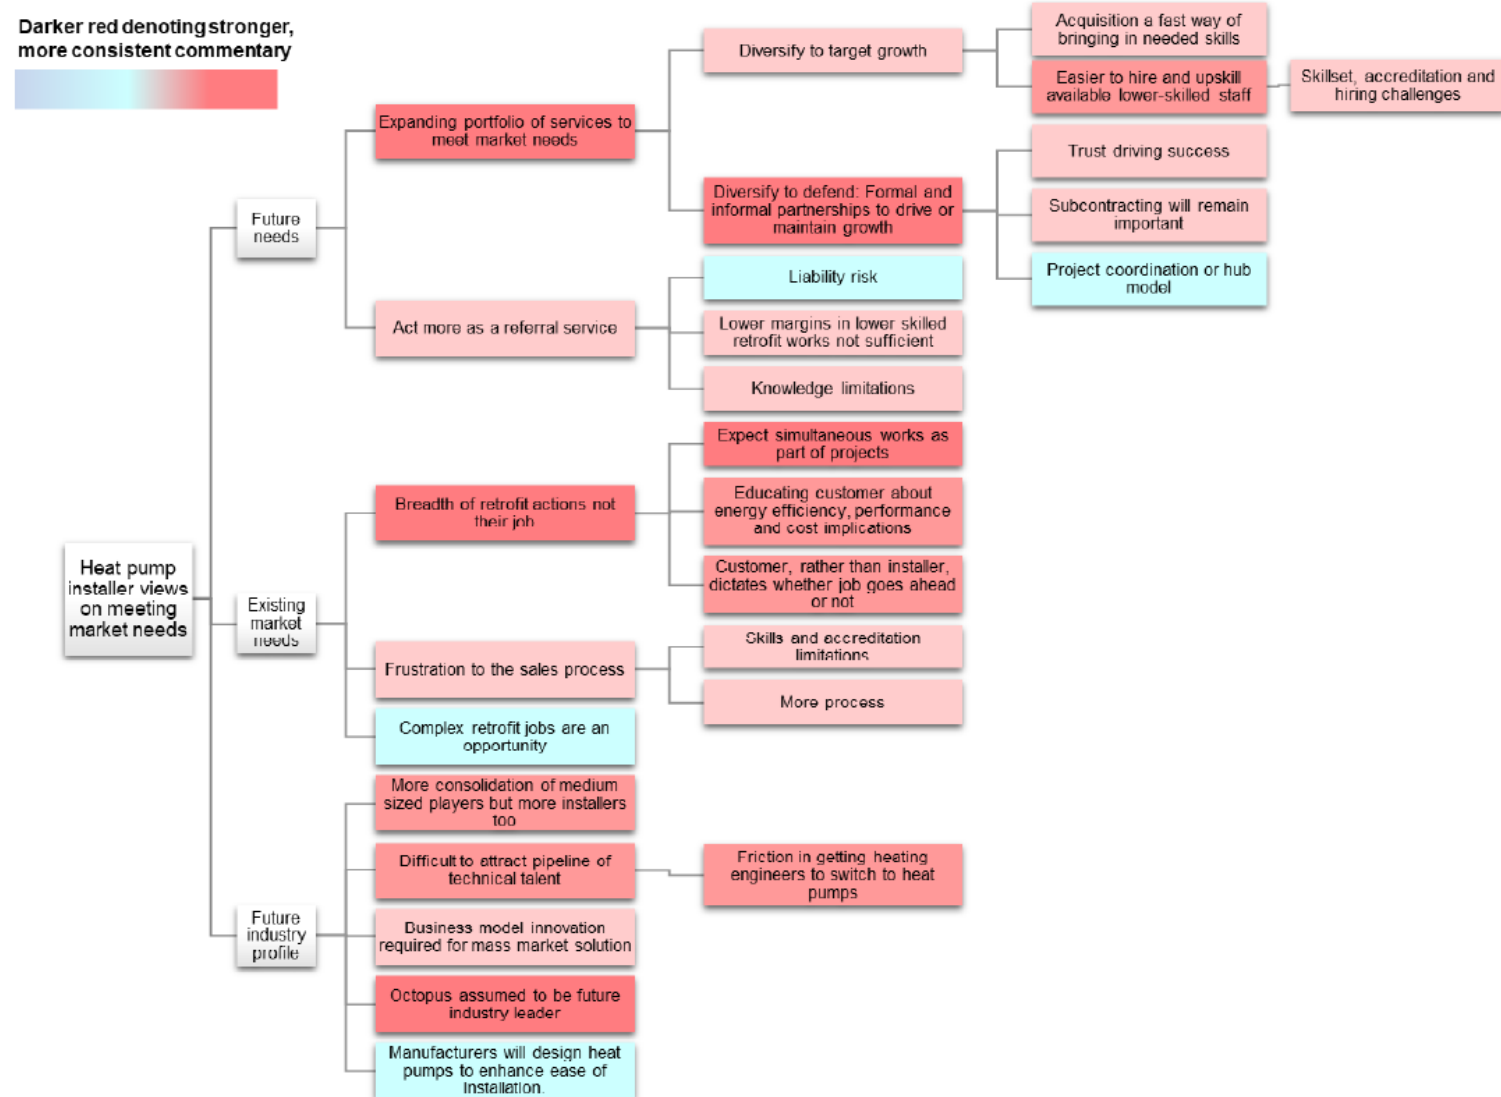 Darker red denoting stronger,
more consistent commentary
Heat pump
installer views
on meeting
market needs
Future
needs
Expanding portfolio of services to
meet market needs
Diversify to target growth
Acquisition a fast way of
bringing in needed skills
Easier to hire and upskill
available lower-skilled staff
Skillset, accreditation and
hiring challenges
Diversify to defend: Formal and
informal partnerships to drive or
maintain growth
Trust driving success
Subcontracting will remain
important
Project coordination or hub
model
Act more as a referral service
Liability risk
Lower margins in lower skilled
retrofit works not sufficient
Knowledge limitations
Existing
market
needs
Breadth of retrofit actions not
their job
Expect simultaneous works as
part of projects
Educating customer about
energy efficiency, performance
and cost implications
Customer, rather than installer,
dictates whether job goes ahead
or not
Frustration to the sales process
Skills and accreditation
limitations
More process
Complex retrofit jobs are an
opportunity
Future
industry
profile
More consolidation of medium
sized players but more installers
too
Difficult to attract pipeline of
technical talent
Friction in getting heating
engineers to switch to heat
pumps
Business model innovation
required for mass market solution
Octopus assumed to be future
industry leader
Manufacturers will design heat
pumps to enhance ease of
installation.